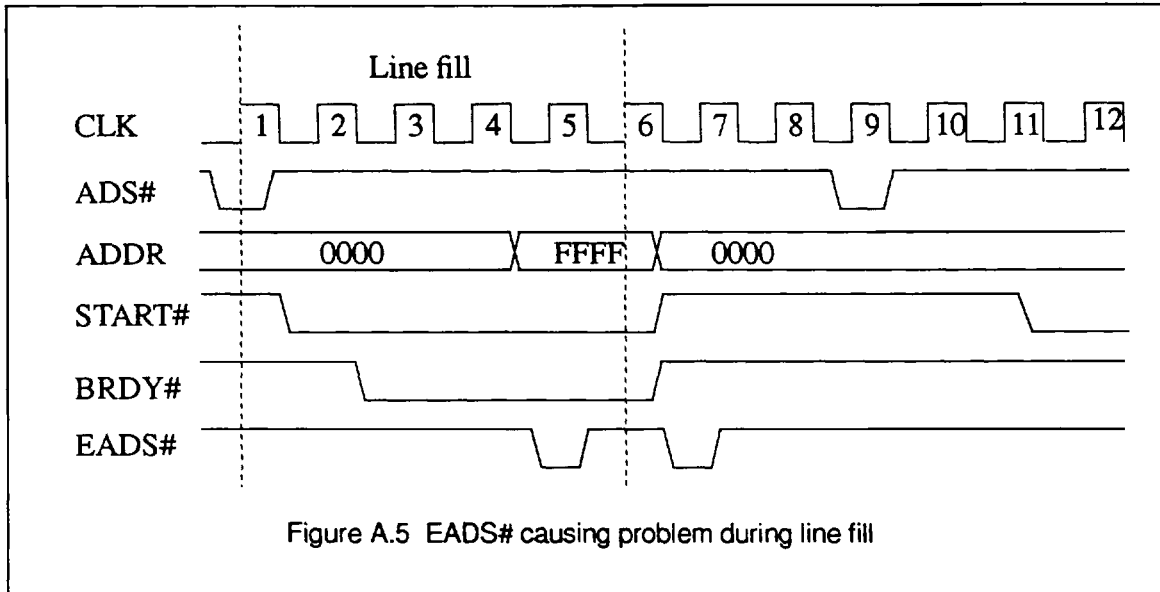 Line fill
CLK 1 2 3 4 5 6 7 8 9 10 11 12
ADS#
ADDR 0000 FFFF 0000
START#
BRDY#
EADS#
Figure A.5 EADS# causing problem during line fill